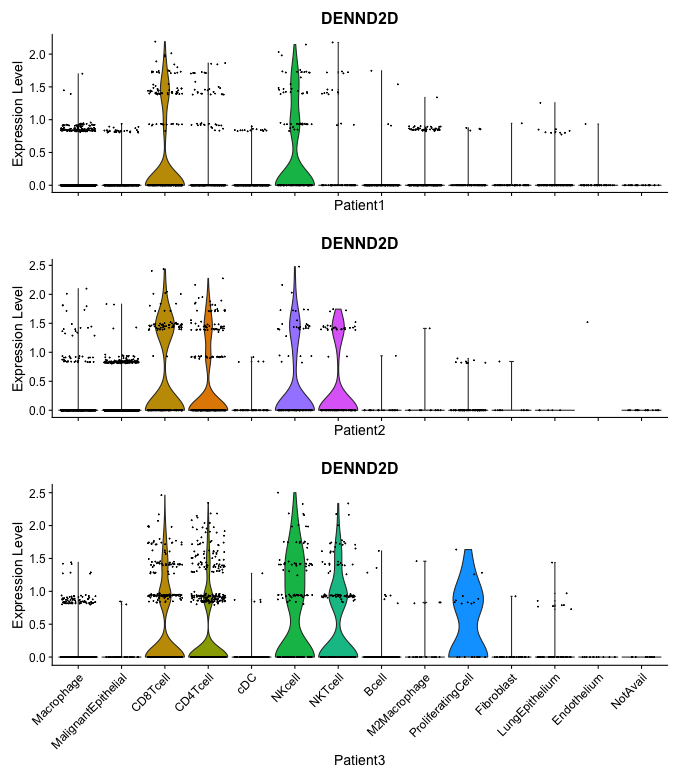 DENND2D
Expression Level
2.0
1.5
1.0
0.5
0.0
Patient1
DENND2D
Expression Level
2.5
2.0
1.5
1.0
0.5
0.0
Patient2
DENND2D
Expression Level
2.5
2.0
1.5
1.0
0.5
0.0
Macrophage
MalignantEpithelial
CD8Tcell
CD4Tcell
cDC
NKcell
NKTcell
Bcell
M2Macrophage
ProliferatingCell
Fibroblast
LungEpithelium
Endothelium
NotAvail
Patient3